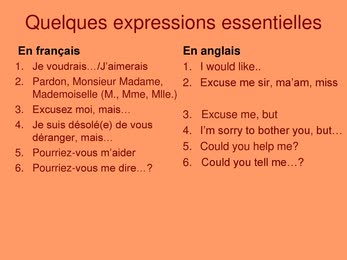 Quelques expressions essentielles
En français
1. Je voudrais…/J'aimerais
2. Pardon, Monsieur Madame,
Mademoiselle (M., Mme, Mlle.)
3. Excusez moi, mais…
4. Je suis désolé(e) de vous
déranger, mais…
5. Pourriez-vous m'aider
6. Pourriez-vous me dire…?
En anglais
1. I would like..
2. Excuse me sir, ma'am, miss
3. Excuse me, but
4. I'm sorry to bother you, but…
5. Could you help me?
6. Could you tell me…?